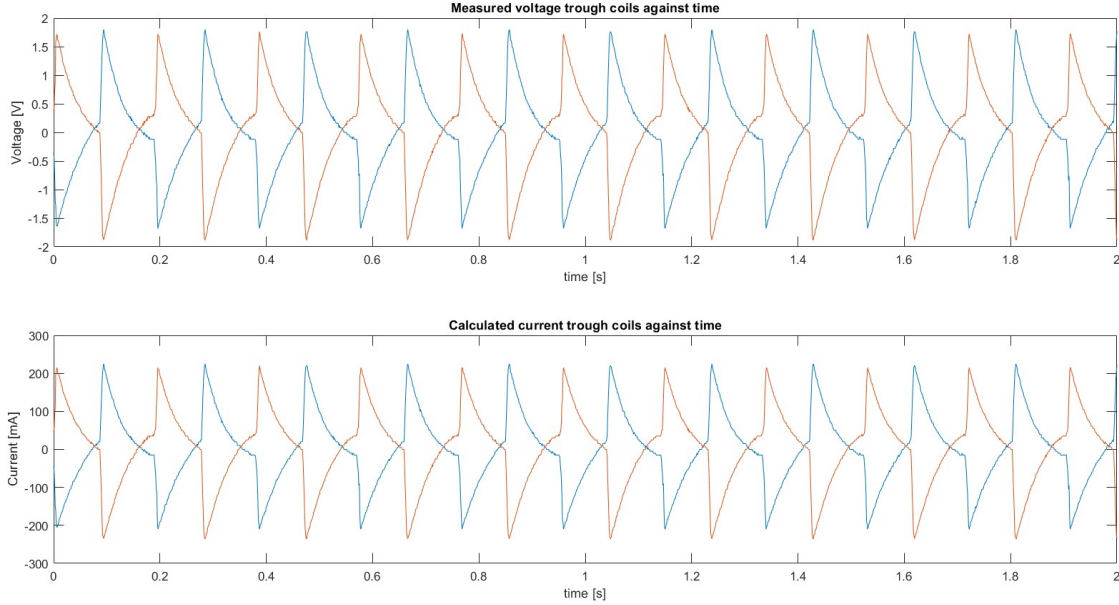 Measured voltage trough coils against time
2
1.5
1
0.5
0
-0.5
-1
-1.5
-2
Voltage [V]
0 0.2 0.4 0.6 0.8 1 1.2 1.4 1.6 1.8 2
time [s]
Calculated current trough coils against time
300
200
100
0
-100
-200
-300
Current [mA]
0 0.2 0.4 0.6 0.8 1 1.2 1.4 1.6 1.8 2
time [s]